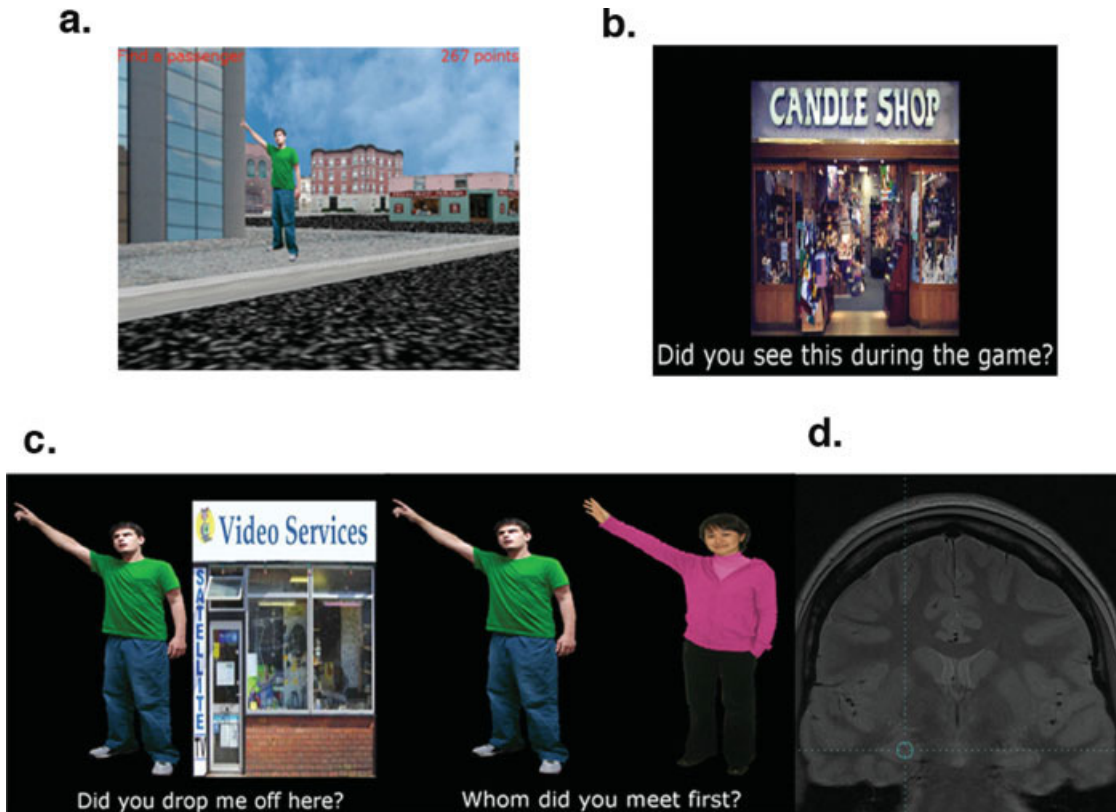 a.
Find a passenger
267 points
b.
CANDLE SHOP
Did you see this during the game?
c.
Video Services
SATELLITE
TV
Did you drop me off here?
Whom did you meet first?
d.